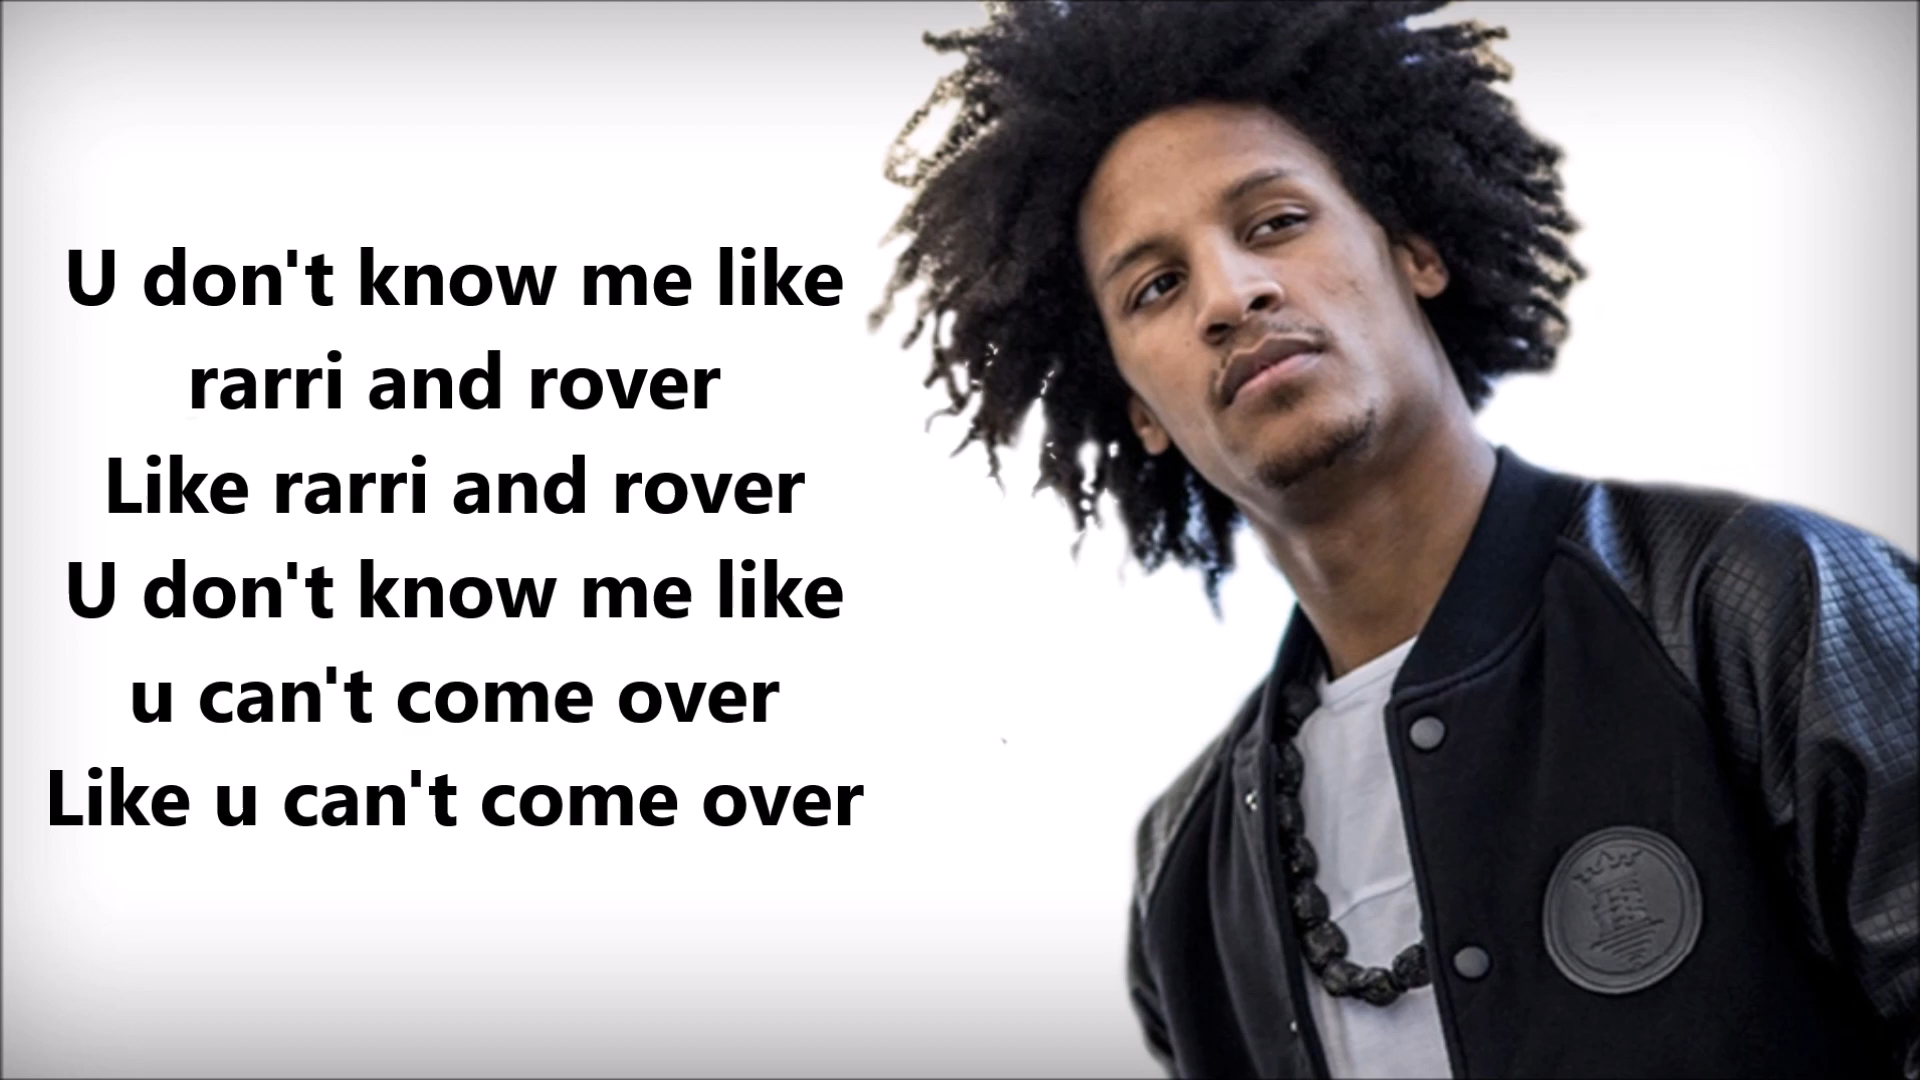 U don't know me like
rarri and rover
Like rarri and rover
U don't know me like
u can't come over
Like u can't come over